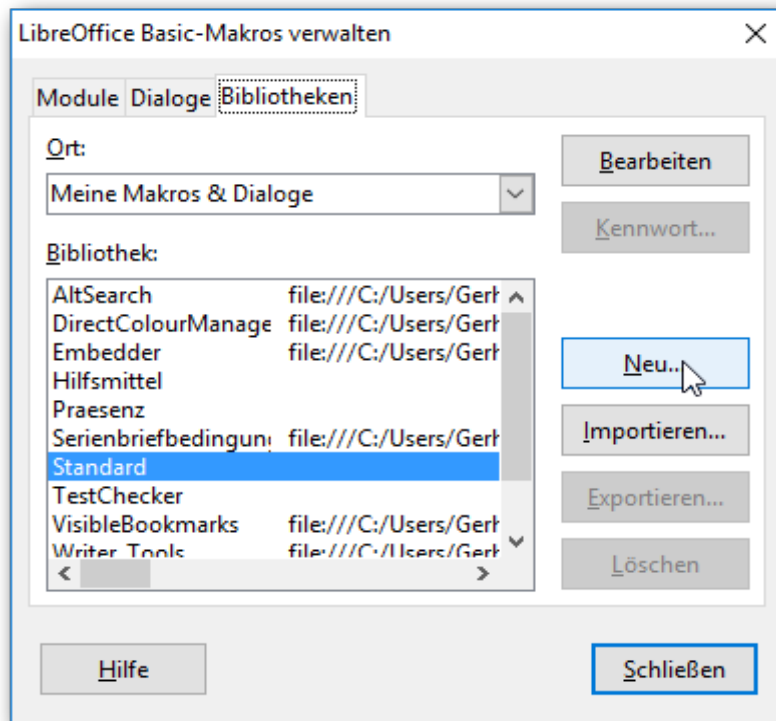 LibreOffice Basic-Makros verwalten
Module Dialoge Bibliotheken
Ort:
Meine Makros & Dialoge
Bearbeiten
Kennwort...
Bibliothek:
AltSearch file:///C:/Users/Gerh
DirectColourManage file:///C:/Users/Gerh
Embedder file:///C:/Users/Gerh
Hilfsmittel
Praesenz
Serienbriefbedingung file:///C:/Users/Gerh
Standard
TestChecker
VisibleBookmarks file:///C:/Users/Gerh
Writer_Tools file:///C:/Users/Gerh
Neu...
Importieren...
Exportieren...
Löschen
Hilfe
Schließen